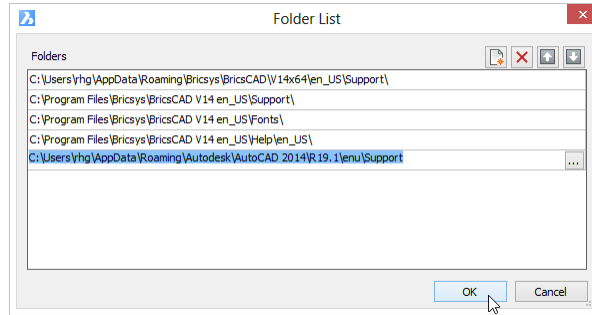 Folder List
Folders
C:\Users\rhg\AppData\Roaming\Bricsys\BricsCAD\V14x64\en_US\Support\
C:\Program Files\Bricsys\BricsCAD V14 en_US\Support\
C:\Program Files\Bricsys\BricsCAD V14 en_US\Fonts\
C:\Program Files\Bricsys\BricsCAD V14 en_US\Help\en_US\
C:\Users\rhg\AppData\Roaming\Autodesk\AutoCAD 2014\R19.1\enu\Support
...
OK Cancel